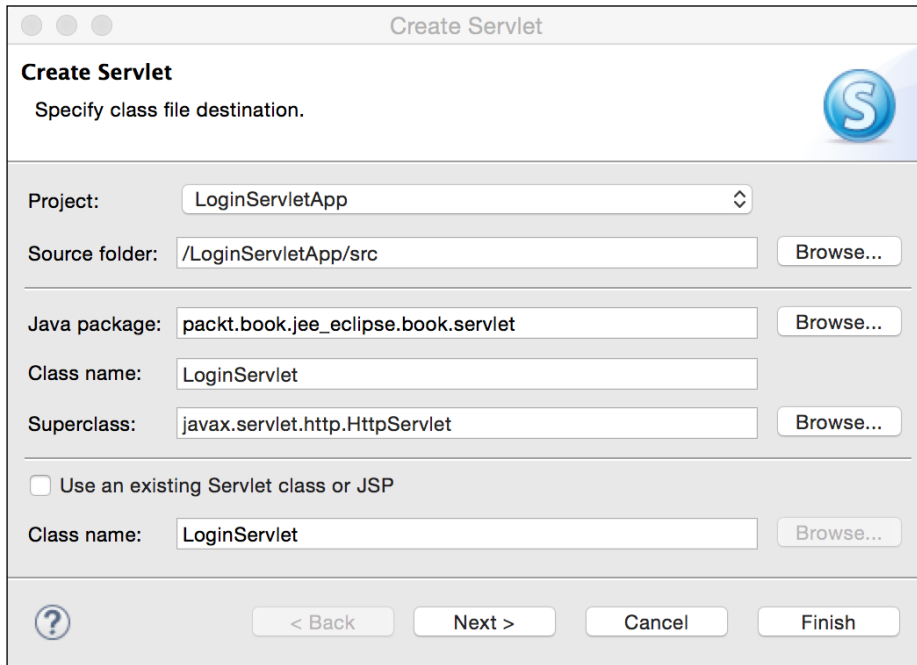 Create Servlet
Create Servlet
Specify class file destination.
S
Project: LoginServletApp
Source folder: /LoginServletApp/src Browse...
Java package: packt.book.jee_eclipse.book.servlet Browse...
Class name: LoginServlet
Superclass: javax.servlet.http.HttpServlet Browse...
Use an existing Servlet class or JSP
Class name: LoginServlet Browse...
? < Back Next > Cancel Finish